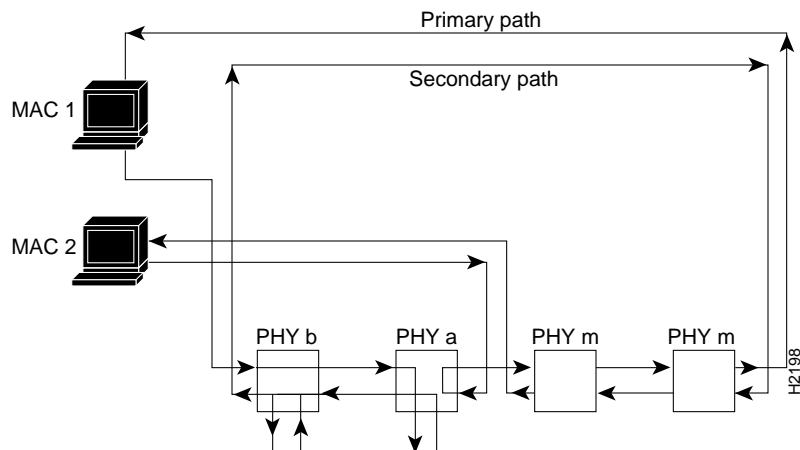 Primary path
Secondary path
MAC 1
MAC 2
PHY b
PHY a
PHY m
PHY m
H2198